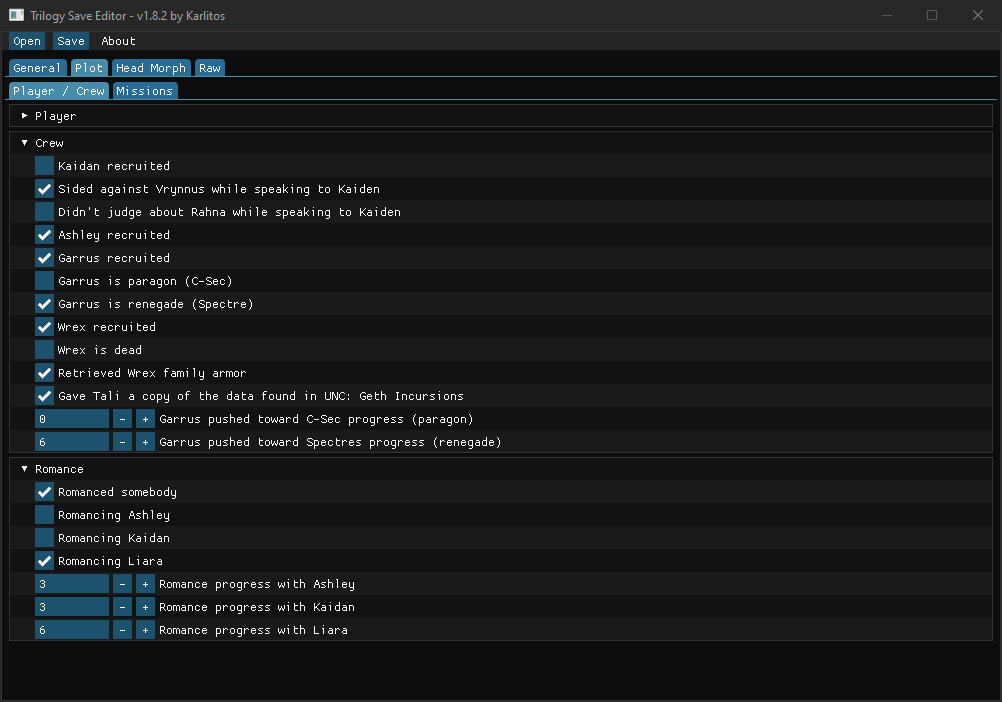 Trilogy Save Editor - v1.8.2 by Karlitos
Open Save About
General Plot Head Morph Raw
Player / Crew Missions
Player
Crew
Kaidan recruited
Sided against Vrynnus while speaking to Kaiden
Didn't judge about Rahna while speaking to Kaiden
Ashley recruited
Garrus recruited
Garrus is paragon (C-Sec)
Garrus is renegade (Spectre)
Wrex recruited
Wrex is dead
Retrieved Wrex family armor
Gave Tali a copy of the data found in UNC: Geth Incursions
0 - + Garrus pushed toward C-Sec progress (paragon)
6 - + Garrus pushed toward Spectres progress (renegade)
Romance
Romanced somebody
Romancing Ashley
Romancing Kaidan
Romancing Liara
3 - + Romance progress with Ashley
3 - + Romance progress with Kaidan
6 - + Romance progress with Liara